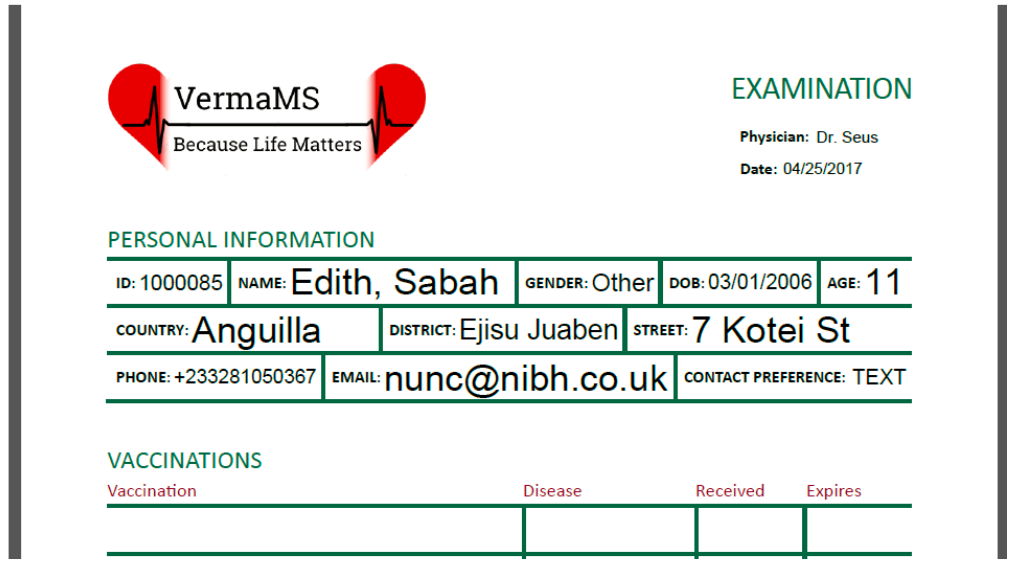 VermaMS
Because Life Matters
EXAMINATION
Physician: Dr. Seus
Date: 04/25/2017
PERSONAL INFORMATION
ID: 1000085 NAME: Edith, Sabah GENDER: Other DOB: 03/01/2006 AGE: 11
COUNTRY: Anguilla DISTRICT: Ejisu Juaben STREET: 7 Kotei St
PHONE: +233281050367 EMAIL: nunc@nibh.co.uk CONTACT PREFERENCE: TEXT
VACCINATIONS
Vaccination Disease Received Expires